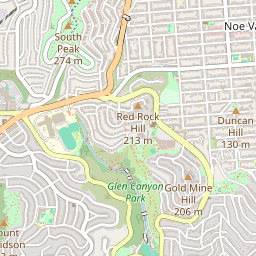 Noe Va
South
Peak
274 m
Red Rock
Hill
213 m
Duncan
Hill
130 m
Glen Canyon
Park
Gold Mine
Hill
206 m
ount
idson